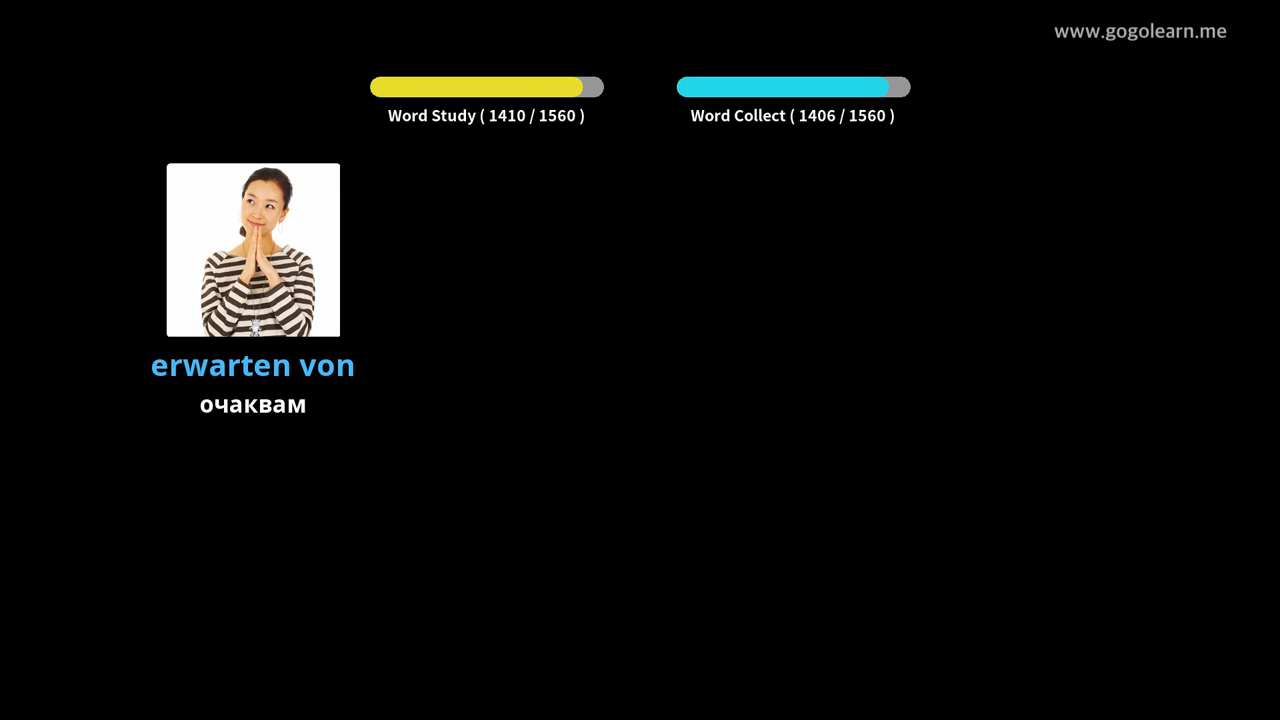 www.gogolearn.me
Word Study ( 1410 / 1560 )
Word Collect ( 1406 / 1560 )
erwarten von
очаквам